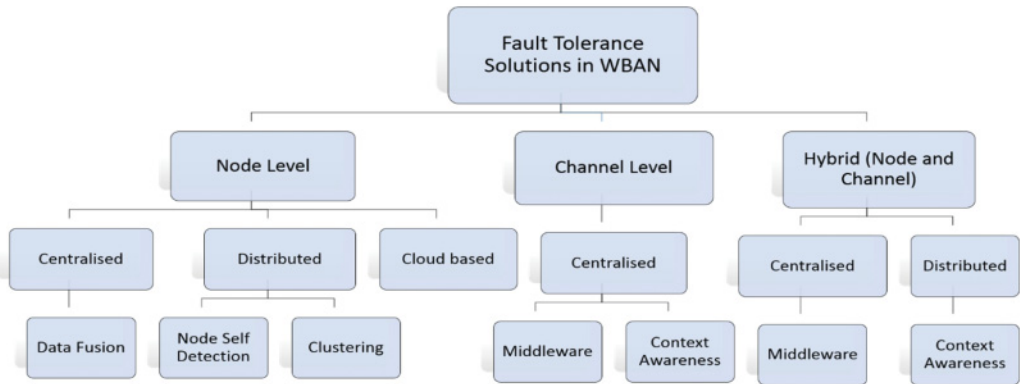 Fault Tolerance
Solutions in WBAN
Node Level
Channel Level
Hybrid (Node and
Channel)
Centralised
Distributed
Cloud based
Centralised
Centralised
Distributed
Data Fusion
Node Self
Detection
Clustering
Middleware
Context
Awareness
Middleware
Context
Awareness